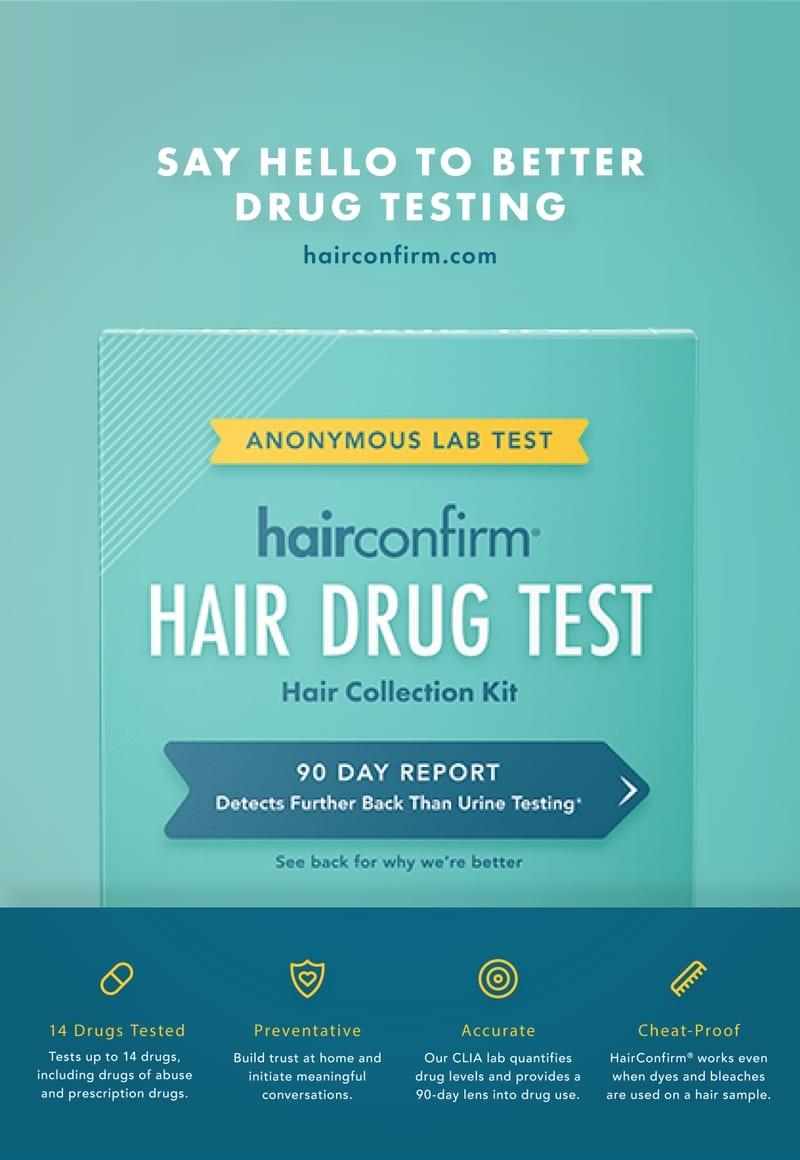 SAY HELLO TO BETTER
DRUG TESTING
hairconfirm.com
ANONYMOUS LAB TEST
hairconfirm®
HAIR DRUG TEST
Hair Collection Kit
90 DAY REPORT
Detects Further Back Than Urine Testing*
See back for why we're better
14 Drugs Tested
Tests up to 14 drugs,
including drugs of abuse
and prescription drugs.
Preventative
Build trust at home and
initiate meaningful
conversations.
Accurate
Our CLIA lab quantifies
drug levels and provides a
90-day lens into drug use.
Cheat-Proof
HairConfirm® works even
when dyes and bleaches
are used on a hair sample.